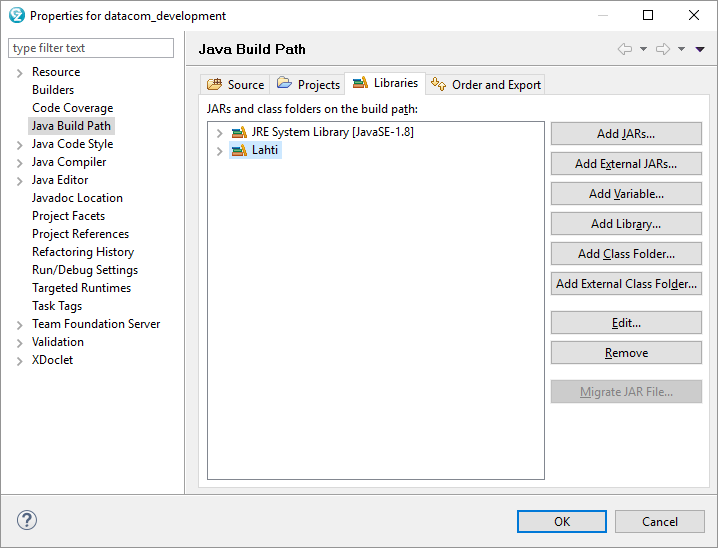 Properties for datacom_development
type filter text
Resource
Builders
Code Coverage
Java Build Path
Java Code Style
Java Compiler
Java Editor
Javadoc Location
Project Facets
Project References
Refactoring History
Run/Debug Settings
Targeted Runtimes
Task Tags
Team Foundation Server
Validation
XDoclet
Java Build Path
Source Projects Libraries Order and Export
JARs and class folders on the build path:
JRE System Library [JavaSE-1.8]
Lahti
Add JARs...
Add External JARs...
Add Variable...
Add Library...
Add Class Folder...
Add External Class Folder...
Edit...
Remove
Migrate JAR File...
OK
Cancel